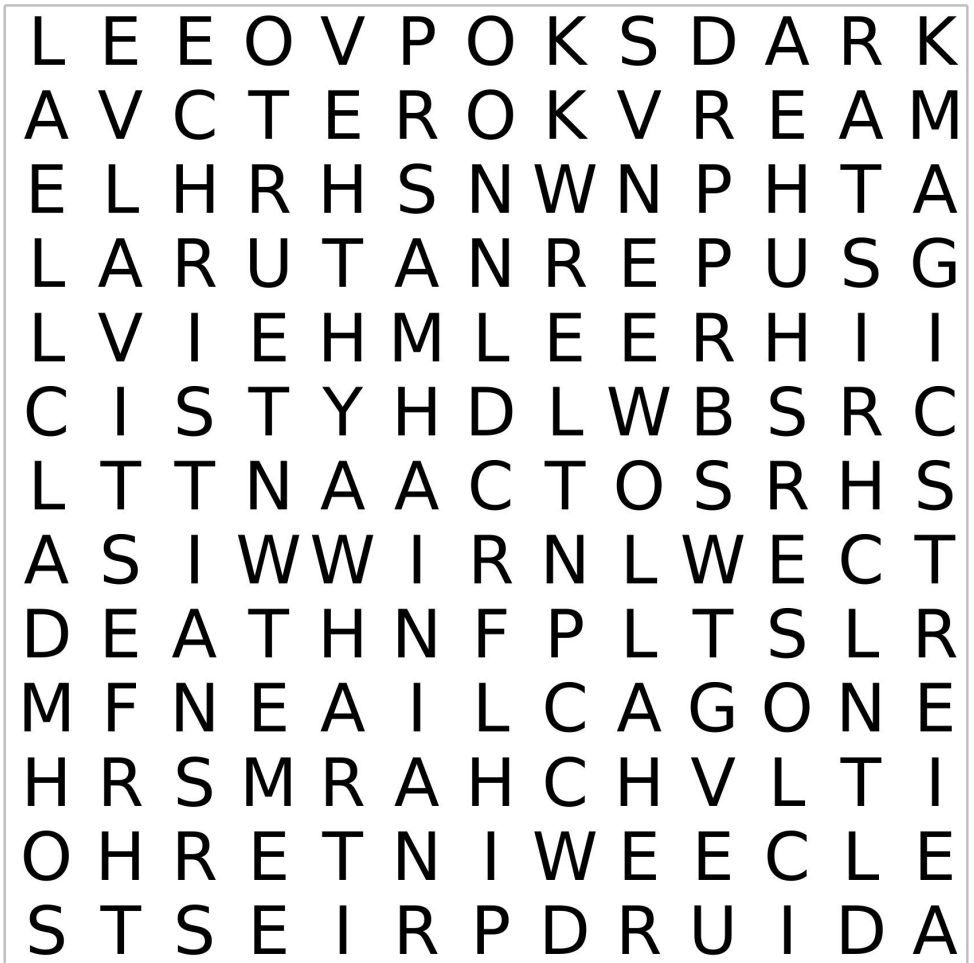 L E E O V P O K S D A R K
A V C T E R O K V R E A M
E L H R H S N W N P H T A
L A R U T A N R E P U S G
L V I E H M L E E R H I I
C I S T Y H D L W B S R C
L T T N A A C T O S R H S
A S I W W I R N L W E C T
D E A T H N F P L T S L R
M F N E A I L C A G O N E
H R S M R A H C H V L T I
O H R E T N I W E E C L E
S T S E I R P D R U I D A